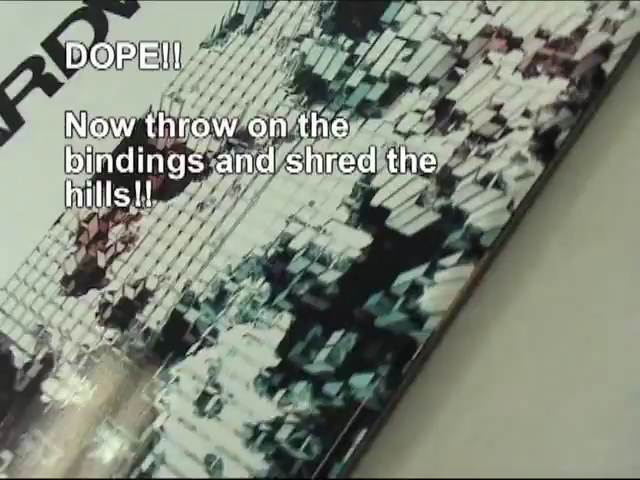 DOPE!!
Now throw on the
bindings and shred the
hills!!